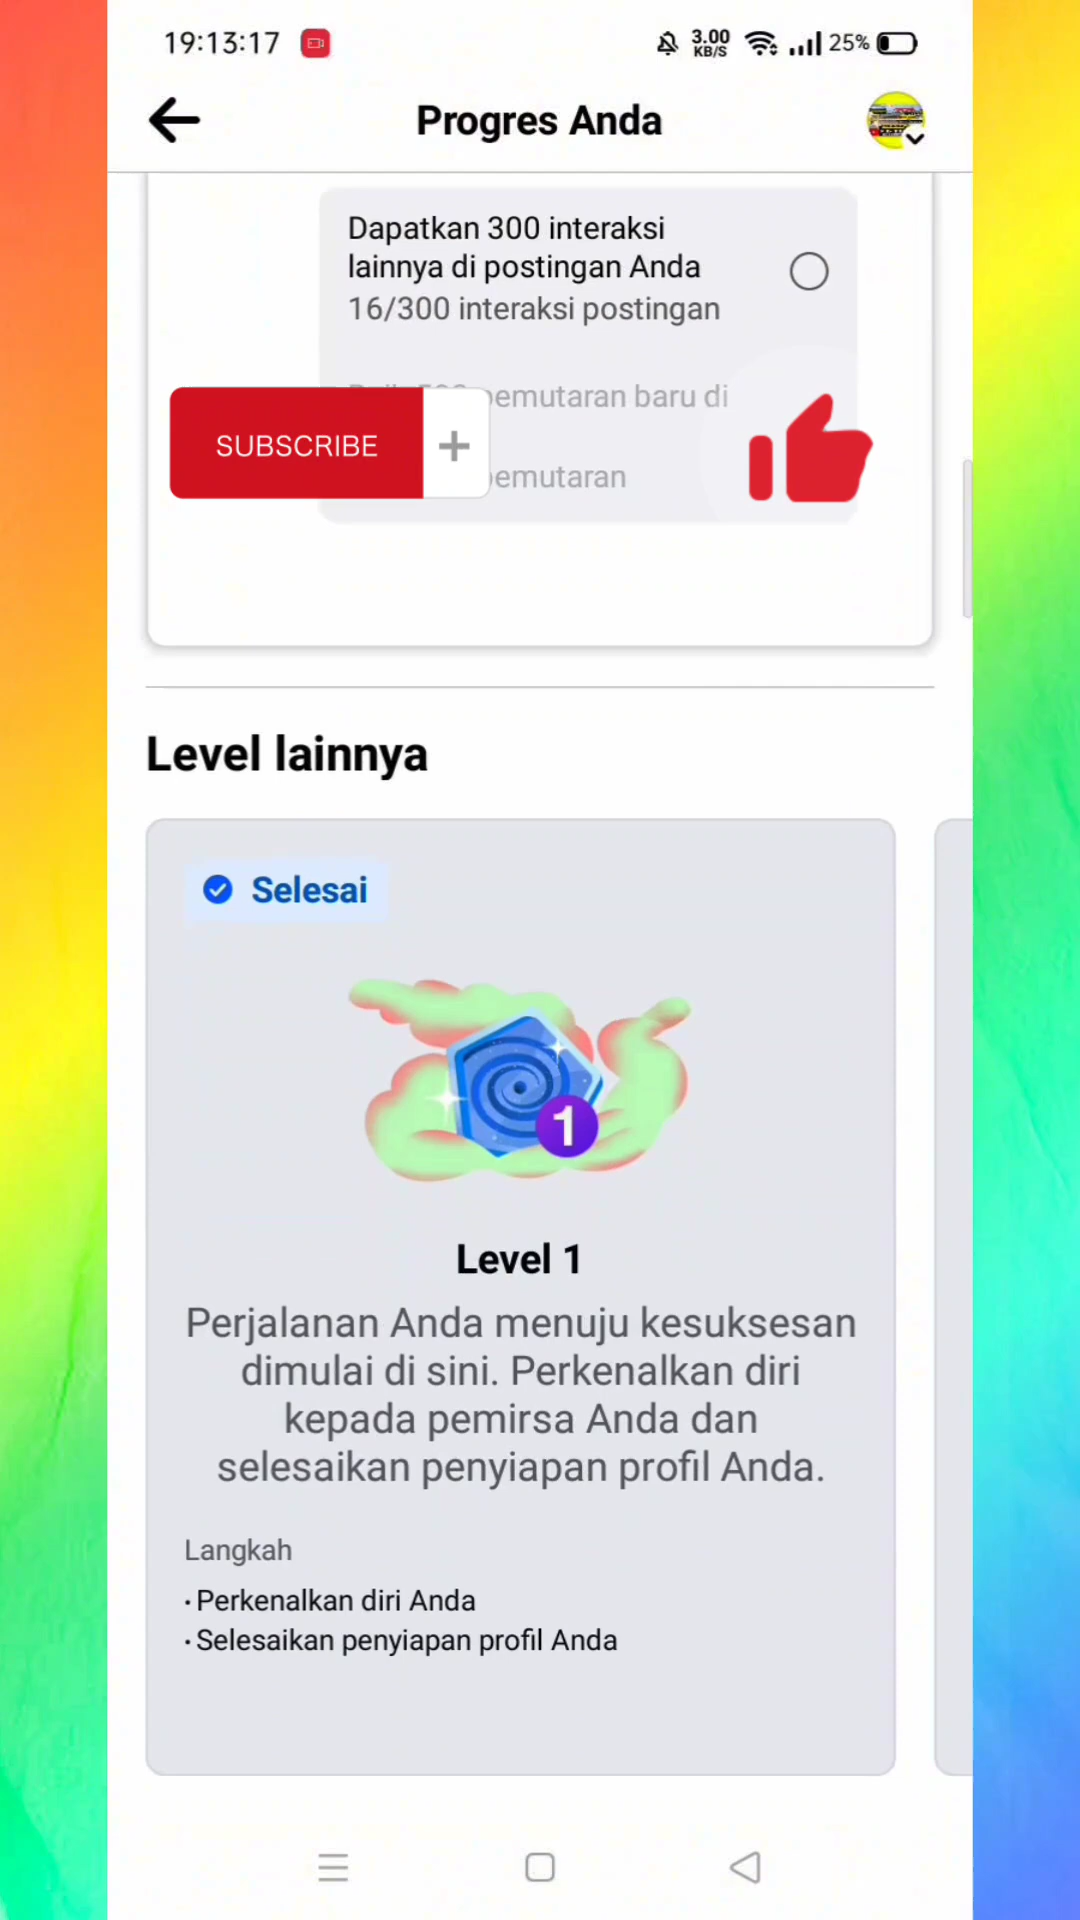 19:13:17
3.00
KB/S
25%
Progres Anda
Dapatkan 300 interaksi
lainnya di postingan Anda
16/300 interaksi postingan
pemutaran baru di
pemutaran
SUBSCRIBE +
Level lainnya
Selesai
1
Level 1
Perjalanan Anda menuju kesuksesan
dimulai di sini. Perkenalkan diri
kepada pemirsa Anda dan
selesaikan penyiapan profil Anda.
Langkah
· Perkenalkan diri Anda
· Selesaikan penyiapan profil Anda